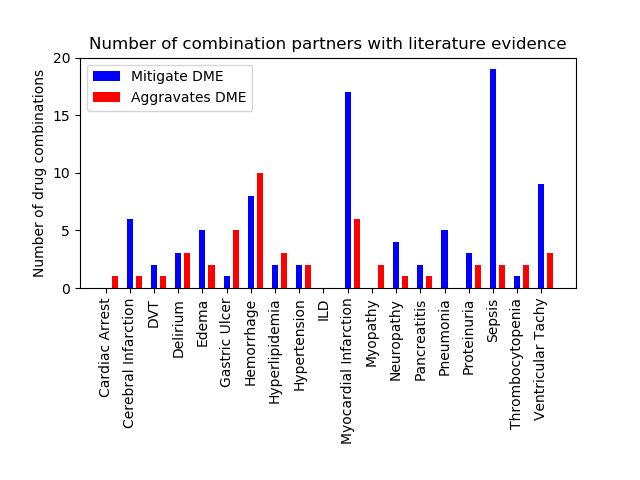 Number of combination partners with literature evidence
Mitigate DME
Aggravates DME
Number of drug combinations
20
15
10
5
0
Cardiac Arrest
Cerebral Infarction
DVT
Delirium
Edema
Gastric Ulcer
Hemorrhage
Hyperlipidemia
Hypertension
ILD
Myocardial Infarction
Myopathy
Neuropathy
Pancreatitis
Pneumonia
Proteinuria
Sepsis
Thrombocytopenia
Ventricular Tachy